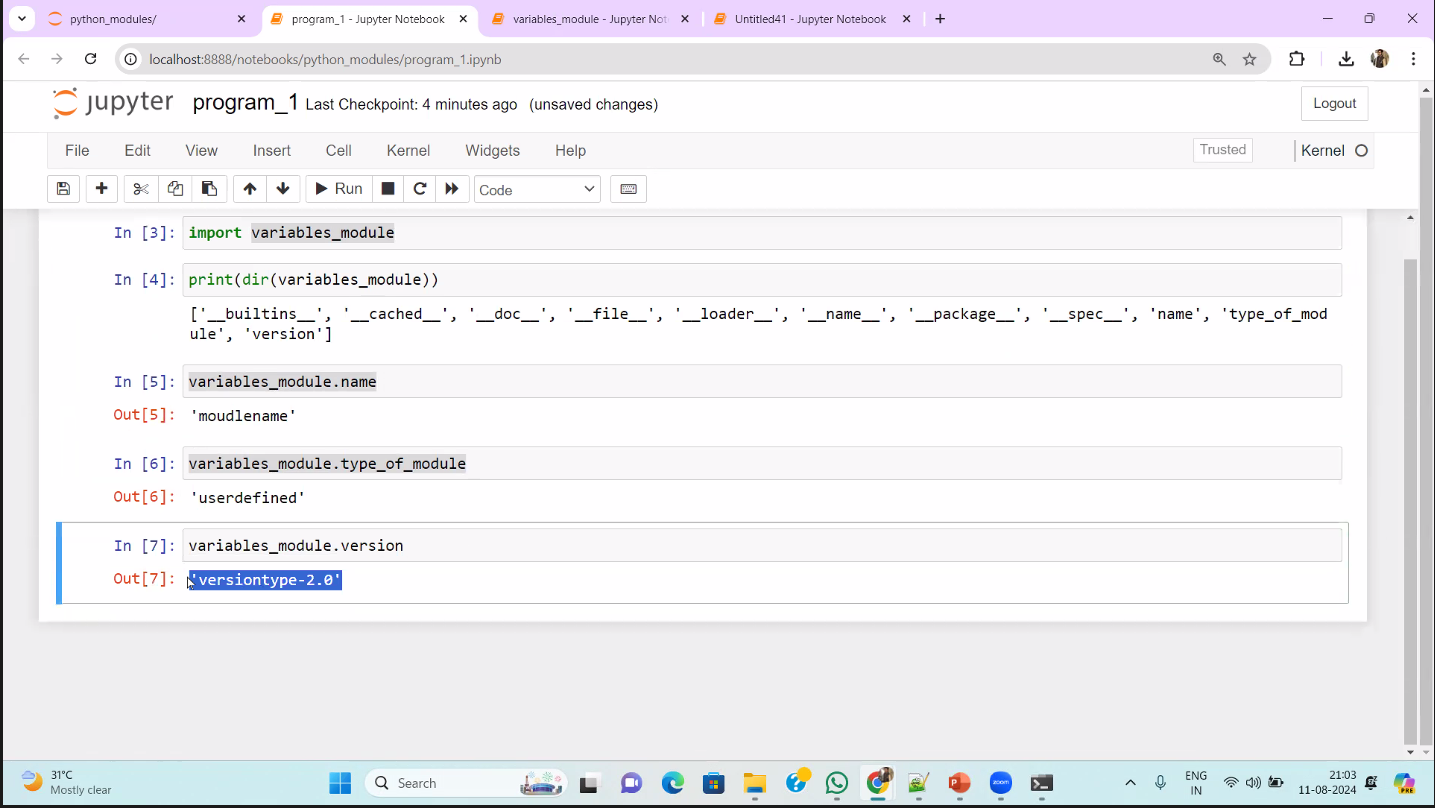 python_modules/
program_1 - Jupyter Notebook
variables_module - Jupyter Not
Untitled41 - Jupyter Notebook
localhost:8888/notebooks/python_modules/program_1.ipynb
jupyter program_1 Last Checkpoint: 4 minutes ago (unsaved changes)
Logout
File Edit View Insert Cell Kernel Widgets Help
Trusted
Kernel
Run
Code
In [3]: import variables_module
In [4]: print(dir(variables_module))
['__builtins__', '__cached__', '__doc__', '__file__', '__loader__', '__name__', '__package__', '__spec__', 'name', 'type_of_mod
ule', 'version']
In [5]: variables_module.name
Out[5]: 'moudlename'
In [6]: variables_module.type_of_module
Out[6]: 'userdefined'
In [7]: variables_module.version
Out[7]: 'versiontype-2.0'
31°C
Mostly clear
Search
zoom
PRE
ENG
IN
21:03
11-08-2024